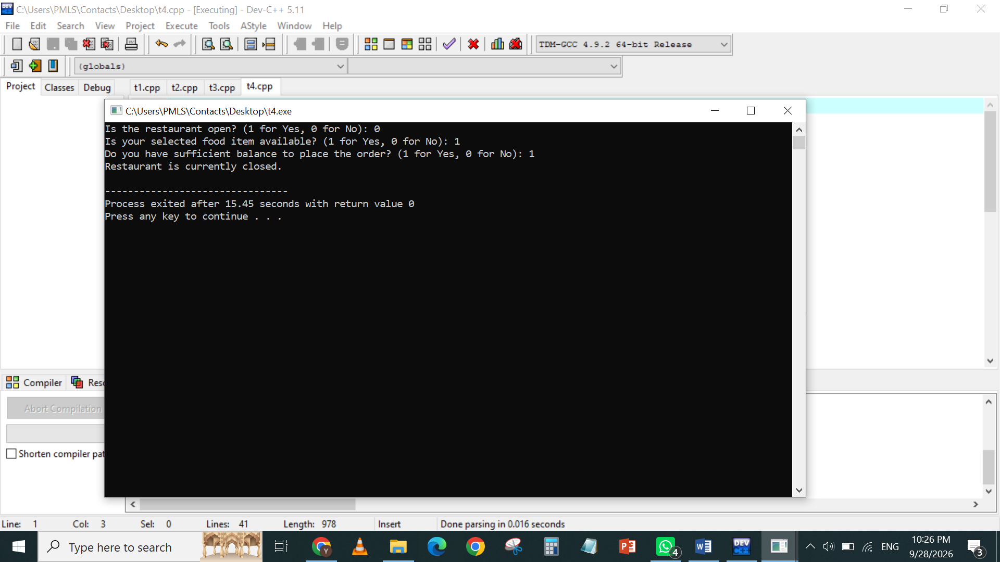 C:\Users\PMLS\Contacts\Desktop\t4.cpp - [Executing] - Dev-C++ 5.11
File Edit Search View Project Execute Tools AStyle Window Help
TDM-GCC 4.9.2 64-bit Release
(globals)
Project Classes Debug t1.cpp t2.cpp t3.cpp t4.cpp
C:\Users\PMLS\Contacts\Desktop\t4.exe
Is the restaurant open? (1 for Yes, 0 for No): 0
Is your selected food item available? (1 for Yes, 0 for No): 1
Do you have sufficient balance to place the order? (1 for Yes, 0 for No): 1
Restaurant is currently closed.
--------------------------------
Process exited after 15.45 seconds with return value 0
Press any key to continue . . .
Compiler Reso
Abort Compilation
Shorten compiler pat
Line: 1 Col: 3 Sel: 0 Lines: 41 Length: 978 Insert Done parsing in 0.016 seconds
Type here to search
Y
4
DEV
ENG
10:26 PM
9/28/2026
3